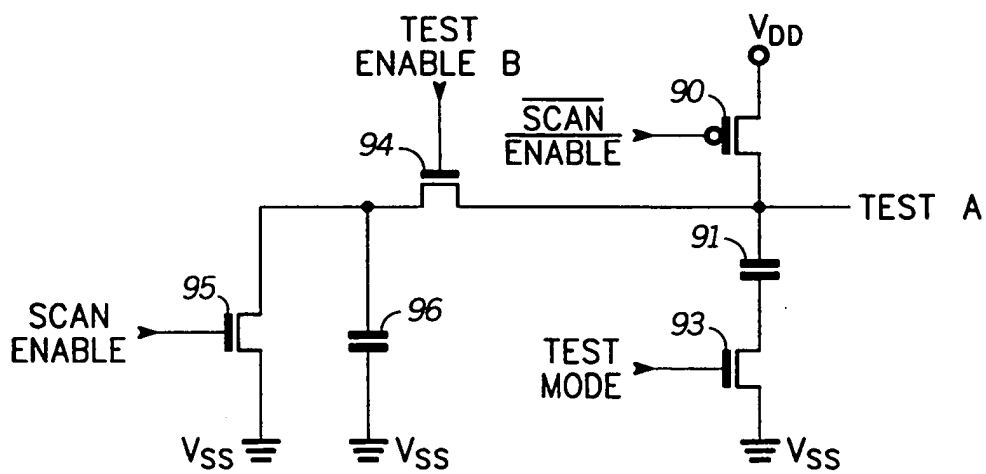 TEST
ENABLE B
VDD
90
SCAN
ENABLE
94
TEST A
91
95
96
93
SCAN
ENABLE
TEST
MODE
VSS
VSS
VSS